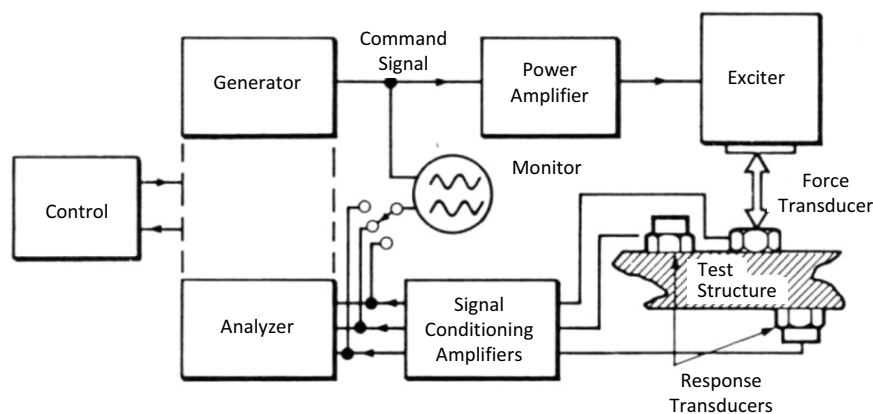 Command
Signal
Generator
Power
Amplifier
Exciter
Monitor
Control
Force
Transducer
Test
Structure
Analyzer
Signal
Conditioning
Amplifiers
Response
Transducers